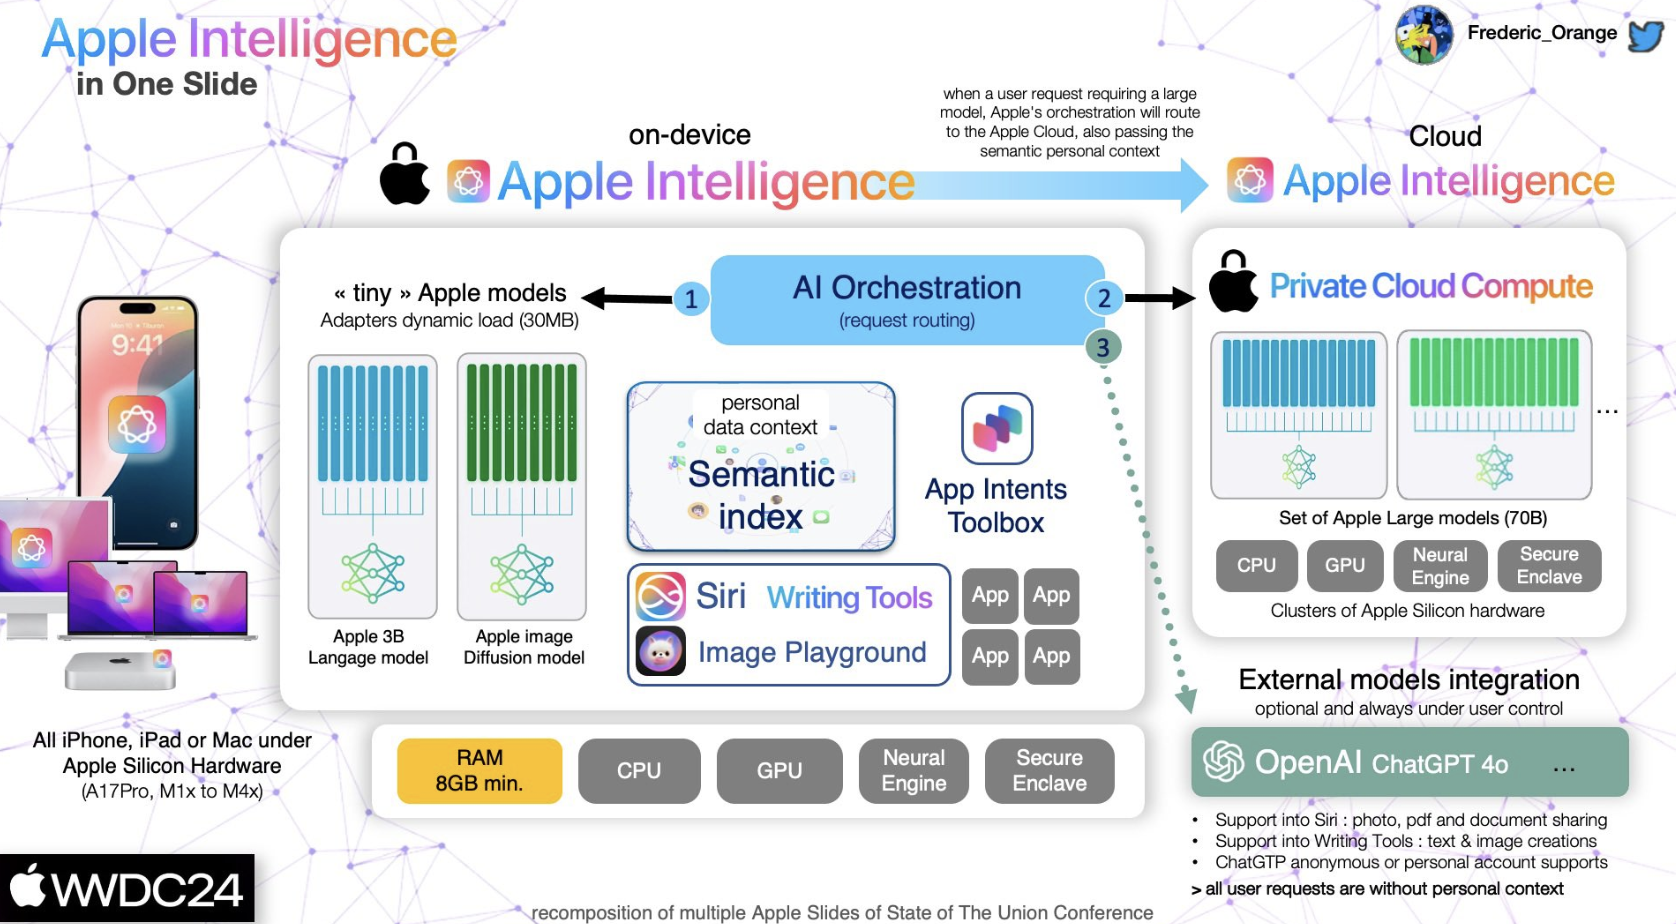 Apple Intelligence
in One Slide
Frederic_Orange
when a user request requiring a large
model, Apple's orchestration will route
to the Apple Cloud, also passing the
semantic personal context
on-device
Apple Intelligence
Cloud
Apple Intelligence
« tiny » Apple models
Adapters dynamic load (30MB)
1
AI Orchestration
(request routing)
2
3
Private Cloud Compute
9:41
personal
data context
Semantic
index
App Intents
Toolbox
...
Set of Apple Large models (70B)
CPU
GPU
Neural
Engine
Secure
Enclave
Clusters of Apple Silicon hardware
Apple 3B
Langage model
Apple image
Diffusion model
Siri Writing Tools
Image Playground
App App
App App
External models integration
optional and always under user control
OpenAI ChatGPT 4o ...
All iPhone, iPad or Mac under
Apple Silicon Hardware
(A17Pro, M1x to M4x)
RAM
8GB min.
CPU
GPU
Neural
Engine
Secure
Enclave
• Support into Siri : photo, pdf and document sharing
• Support into Writing Tools : text & image creations
• ChatGTP anonymous or personal account supports
> all user requests are without personal context
WWDC24
recomposition of multiple Apple Slides of State of The Union Conference